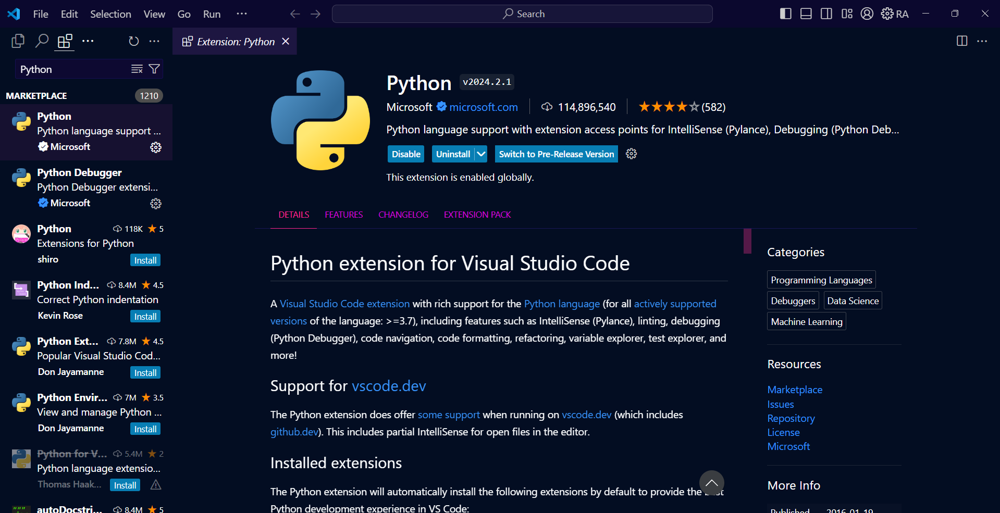 File Edit Selection View Go Run ··· Search RA
Extension: Python
Python
MARKETPLACE 1210
Python
Python language support ...
Microsoft
Python Debugger
Python Debugger extensi...
Microsoft
Python 118K 5
Extensions for Python
shiro Install
Python Ind... 8.4M 4.5
Correct Python indentation
Kevin Rose Install
Python Ext... 7.8M 4.5
Popular Visual Studio Cod...
Don Jayamanne Install
Python Envir... 7M 3.5
View and manage Python ...
Don Jayamanne Install
Python for V... 5.4M 2
Python language extensio...
Thomas Haak... Install
autoDocstri... 8.4M 5
Python v2024.2.1
Microsoft microsoft.com 114,896,540 (582)
Python language support with extension access points for IntelliSense (Pylance), Debugging (Python Deb...
Disable Uninstall Switch to Pre-Release Version
This extension is enabled globally.
DETAILS FEATURES CHANGELOG EXTENSION PACK
Python extension for Visual Studio Code
A Visual Studio Code extension with rich support for the Python language (for all actively supported
versions of the language: >=3.7), including features such as IntelliSense (Pylance), linting, debugging
(Python Debugger), code navigation, code formatting, refactoring, variable explorer, test explorer, and
more!
Support for vscode.dev
The Python extension does offer some support when running on vscode.dev (which includes
github.dev). This includes partial IntelliSense for open files in the editor.
Installed extensions
The Python extension will automatically install the following extensions by default to provide the best
Python development experience in VS Code:
Categories
Programming Languages
Debuggers Data Science
Machine Learning
Resources
Marketplace
Issues
Repository
License
Microsoft
More Info
Published 2016-01-19